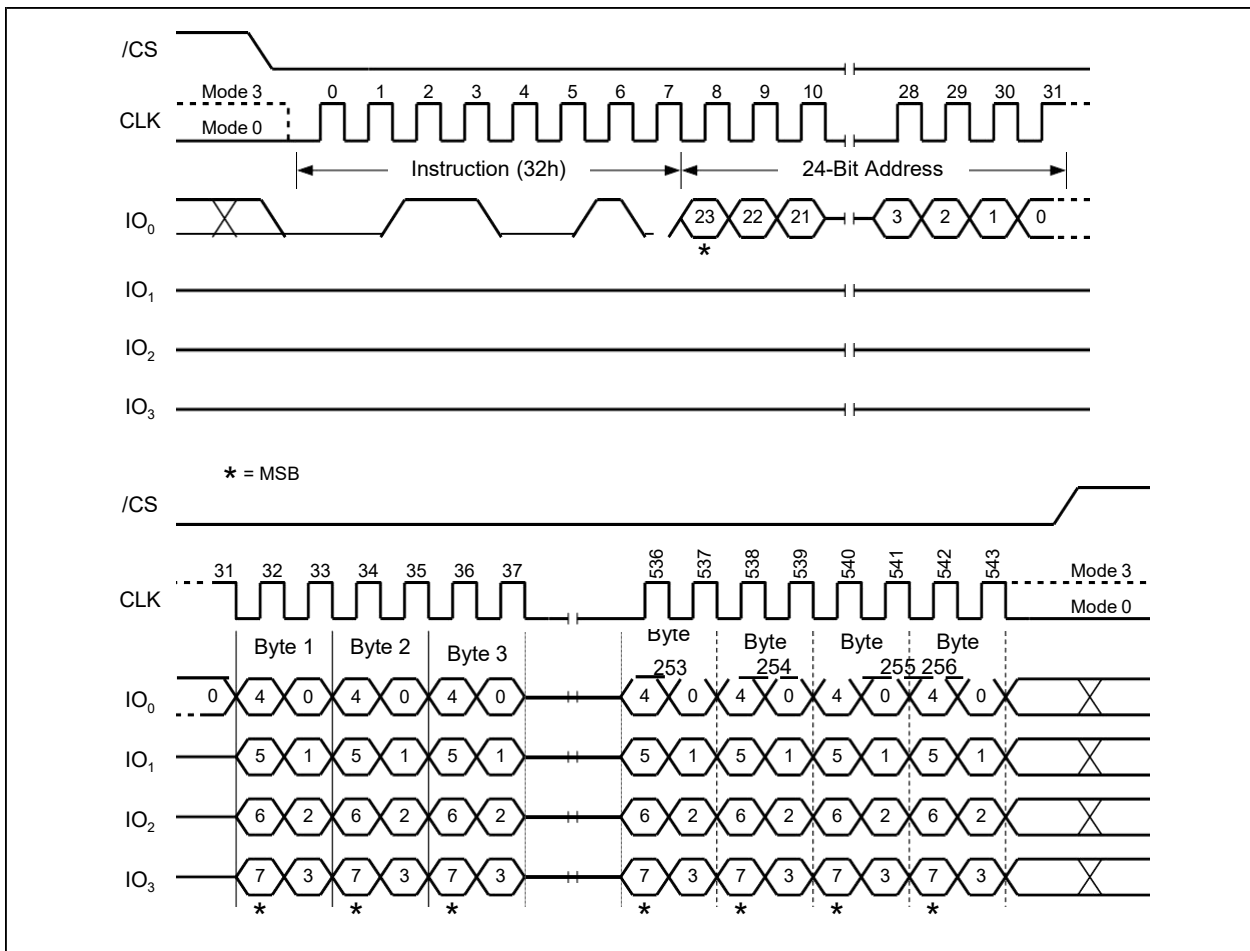 /CS
Mode 3 0 1 2 3 4 5 6 7 8 9 10 28 29 30 31
CLK
Mode 0
Instruction (32h) 24-Bit Address
IO0 23 22 21 3 2 1 0
*
IO1
IO2
IO3
* = MSB
/CS
31 32 33 34 35 36 37 536 537 538 539 540 541 542 543
Mode 3
CLK
Mode 0
Byte 1 Byte 2 Byte 3 Byte Byte Byte Byte
253 254 255 256
IO0 0 4 0 4 0 4 0 4 0 4 0 4 0 4 0
IO1 5 1 5 1 5 1 5 1 5 1 5 1 5 1
IO2 6 2 6 2 6 2 6 2 6 2 6 2 6 2
IO3 7 3 7 3 7 3 7 3 7 3 7 3 7 3
* * * * * * *